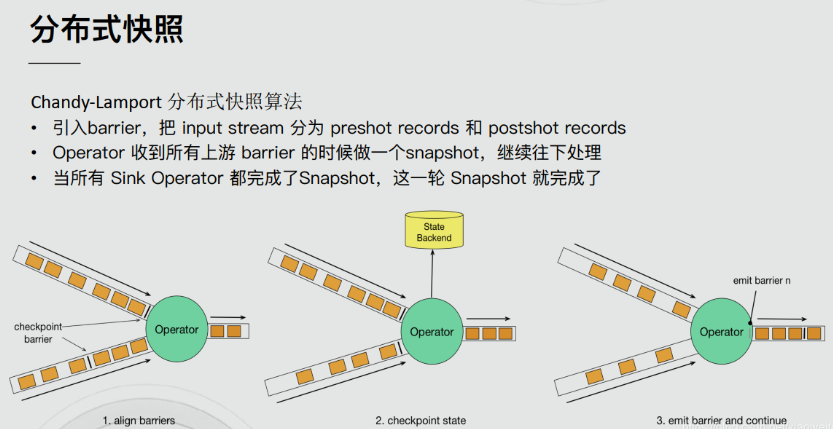 分布式快照
Chandy-Lamport 分布式快照算法
• 引入barrier，把 input stream 分为 preshot records 和 postshot records
• Operator 收到所有上游 barrier 的时候做一个snapshot，继续往下处理
• 当所有 Sink Operator 都完成了Snapshot，这一轮 Snapshot 就完成了
State
Backend
emit barrier n
checkpoint
barrier
Operator
Operator
Operator
1. align barriers
2. checkpoint state
3. emit barrier and continue